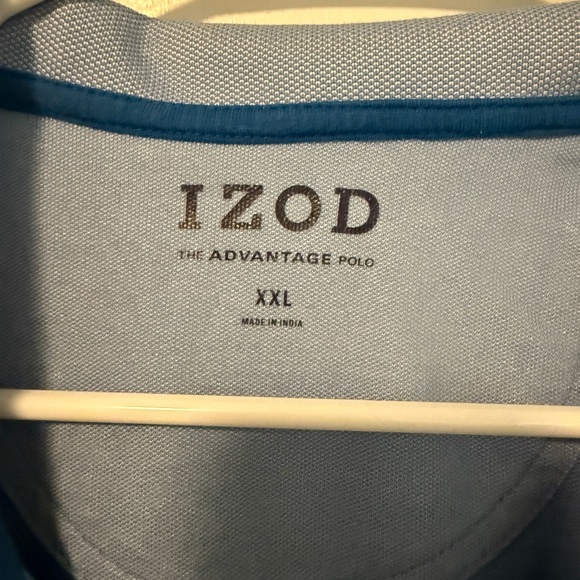 IZOD
THE ADVANTAGE POLO
XXL
MADE IN INDIA